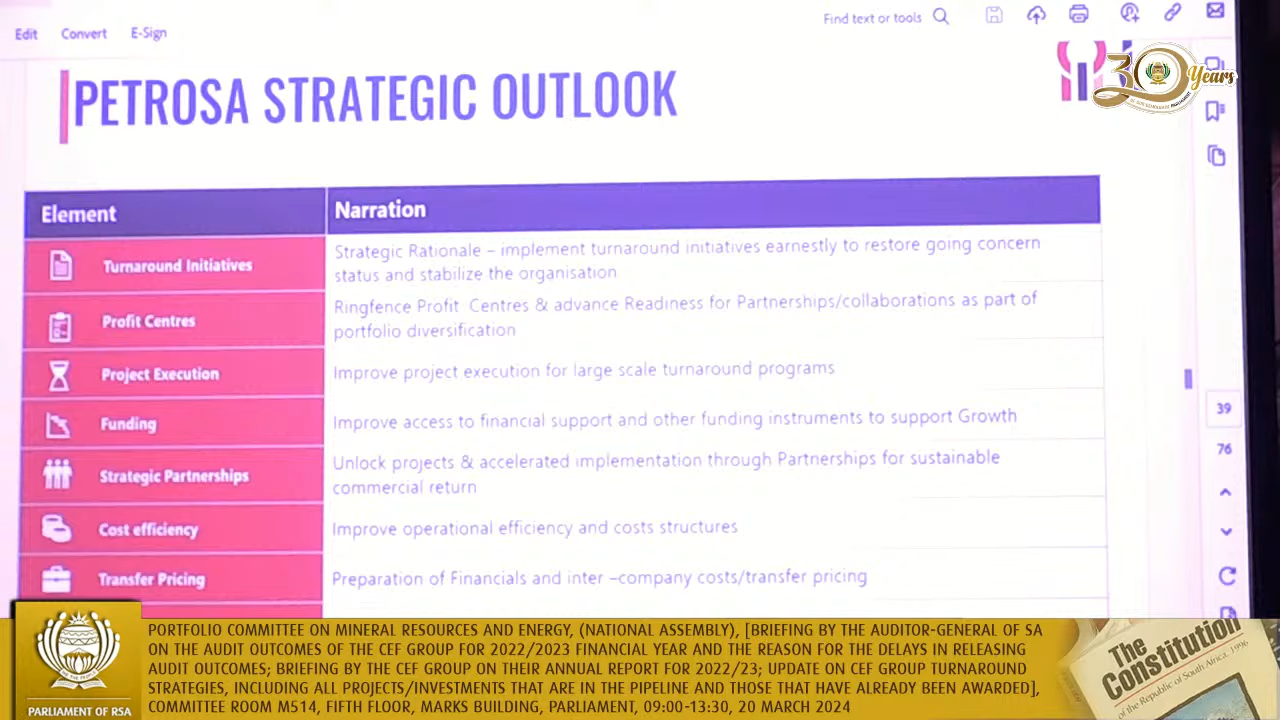 Find text or tools
Edit Convert E-Sign
30 Years
PETROSA STRATEGIC OUTLOOK
Element Narration
Turnaround Initiatives
Strategic Rationale – implement turnaround initiatives earnestly to restore going concern
status and stabilize the organisation
Profit Centres
Ringfence Profit Centres & advance Readiness for Partnerships/collaborations as part of
portfolio diversification
Project Execution
Improve project execution for large scale turnaround programs
39
Funding
Improve access to financial support and other funding instruments to support Growth
76
Strategic Partnerships
Unlock projects & accelerated implementation through Partnerships for sustainable
commercial return
Cost efficiency
Improve operational efficiency and costs structures
Transfer Pricing
Preparation of Financials and inter –company costs/transfer pricing
PARLIAMENT OF RSA
PORTFOLIO COMMITTEE ON MINERAL RESOURCES AND ENERGY, (NATIONAL ASSEMBLY), [BRIEFING BY THE AUDITOR-GENERAL OF SA
ON THE AUDIT OUTCOMES OF THE CEF GROUP FOR 2022/2023 FINANCIAL YEAR AND THE REASON FOR THE DELAYS IN RELEASING
AUDIT OUTCOMES; BRIEFING BY THE CEF GROUP ON THEIR ANNUAL REPORT FOR 2022/23; UPDATE ON CEF GROUP TURNAROUND
STRATEGIES, INCLUDING ALL PROJECTS/INVESTMENTS THAT ARE IN THE PIPELINE AND THOSE THAT HAVE ALREADY BEEN AWARDED],
COMMITTEE ROOM M514, FIFTH FLOOR, MARKS BUILDING, PARLIAMENT, 09:00-13:30, 20 MARCH 2024
The
Constitution
of the Republic of South Africa, 1996